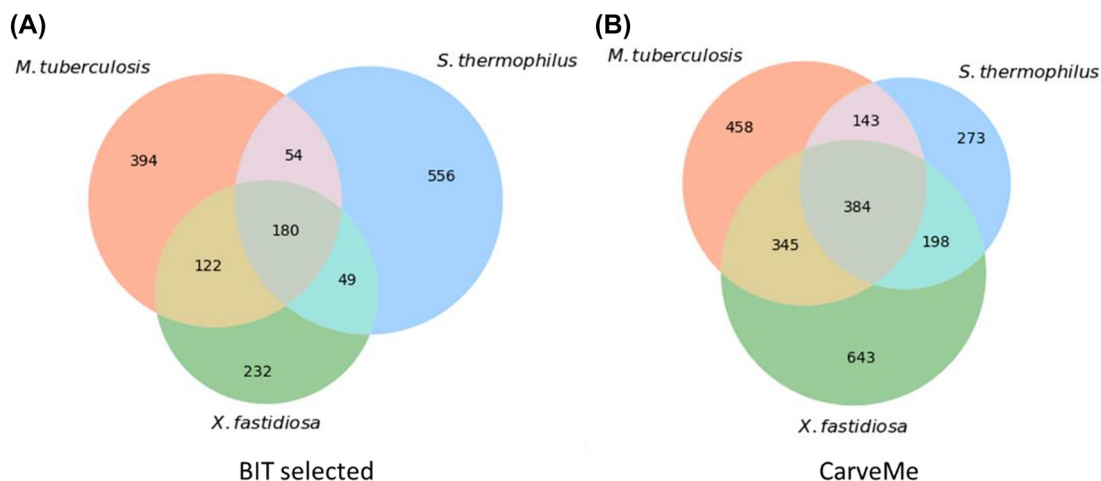 (A)
M. tuberculosis
S. thermophilus
394
54
556
180
122
49
232
X. fastidiosa
BIT selected
(B)
M. tuberculosis
S. thermophilus
458
143
273
384
345
198
643
X. fastidiosa
CarveMe